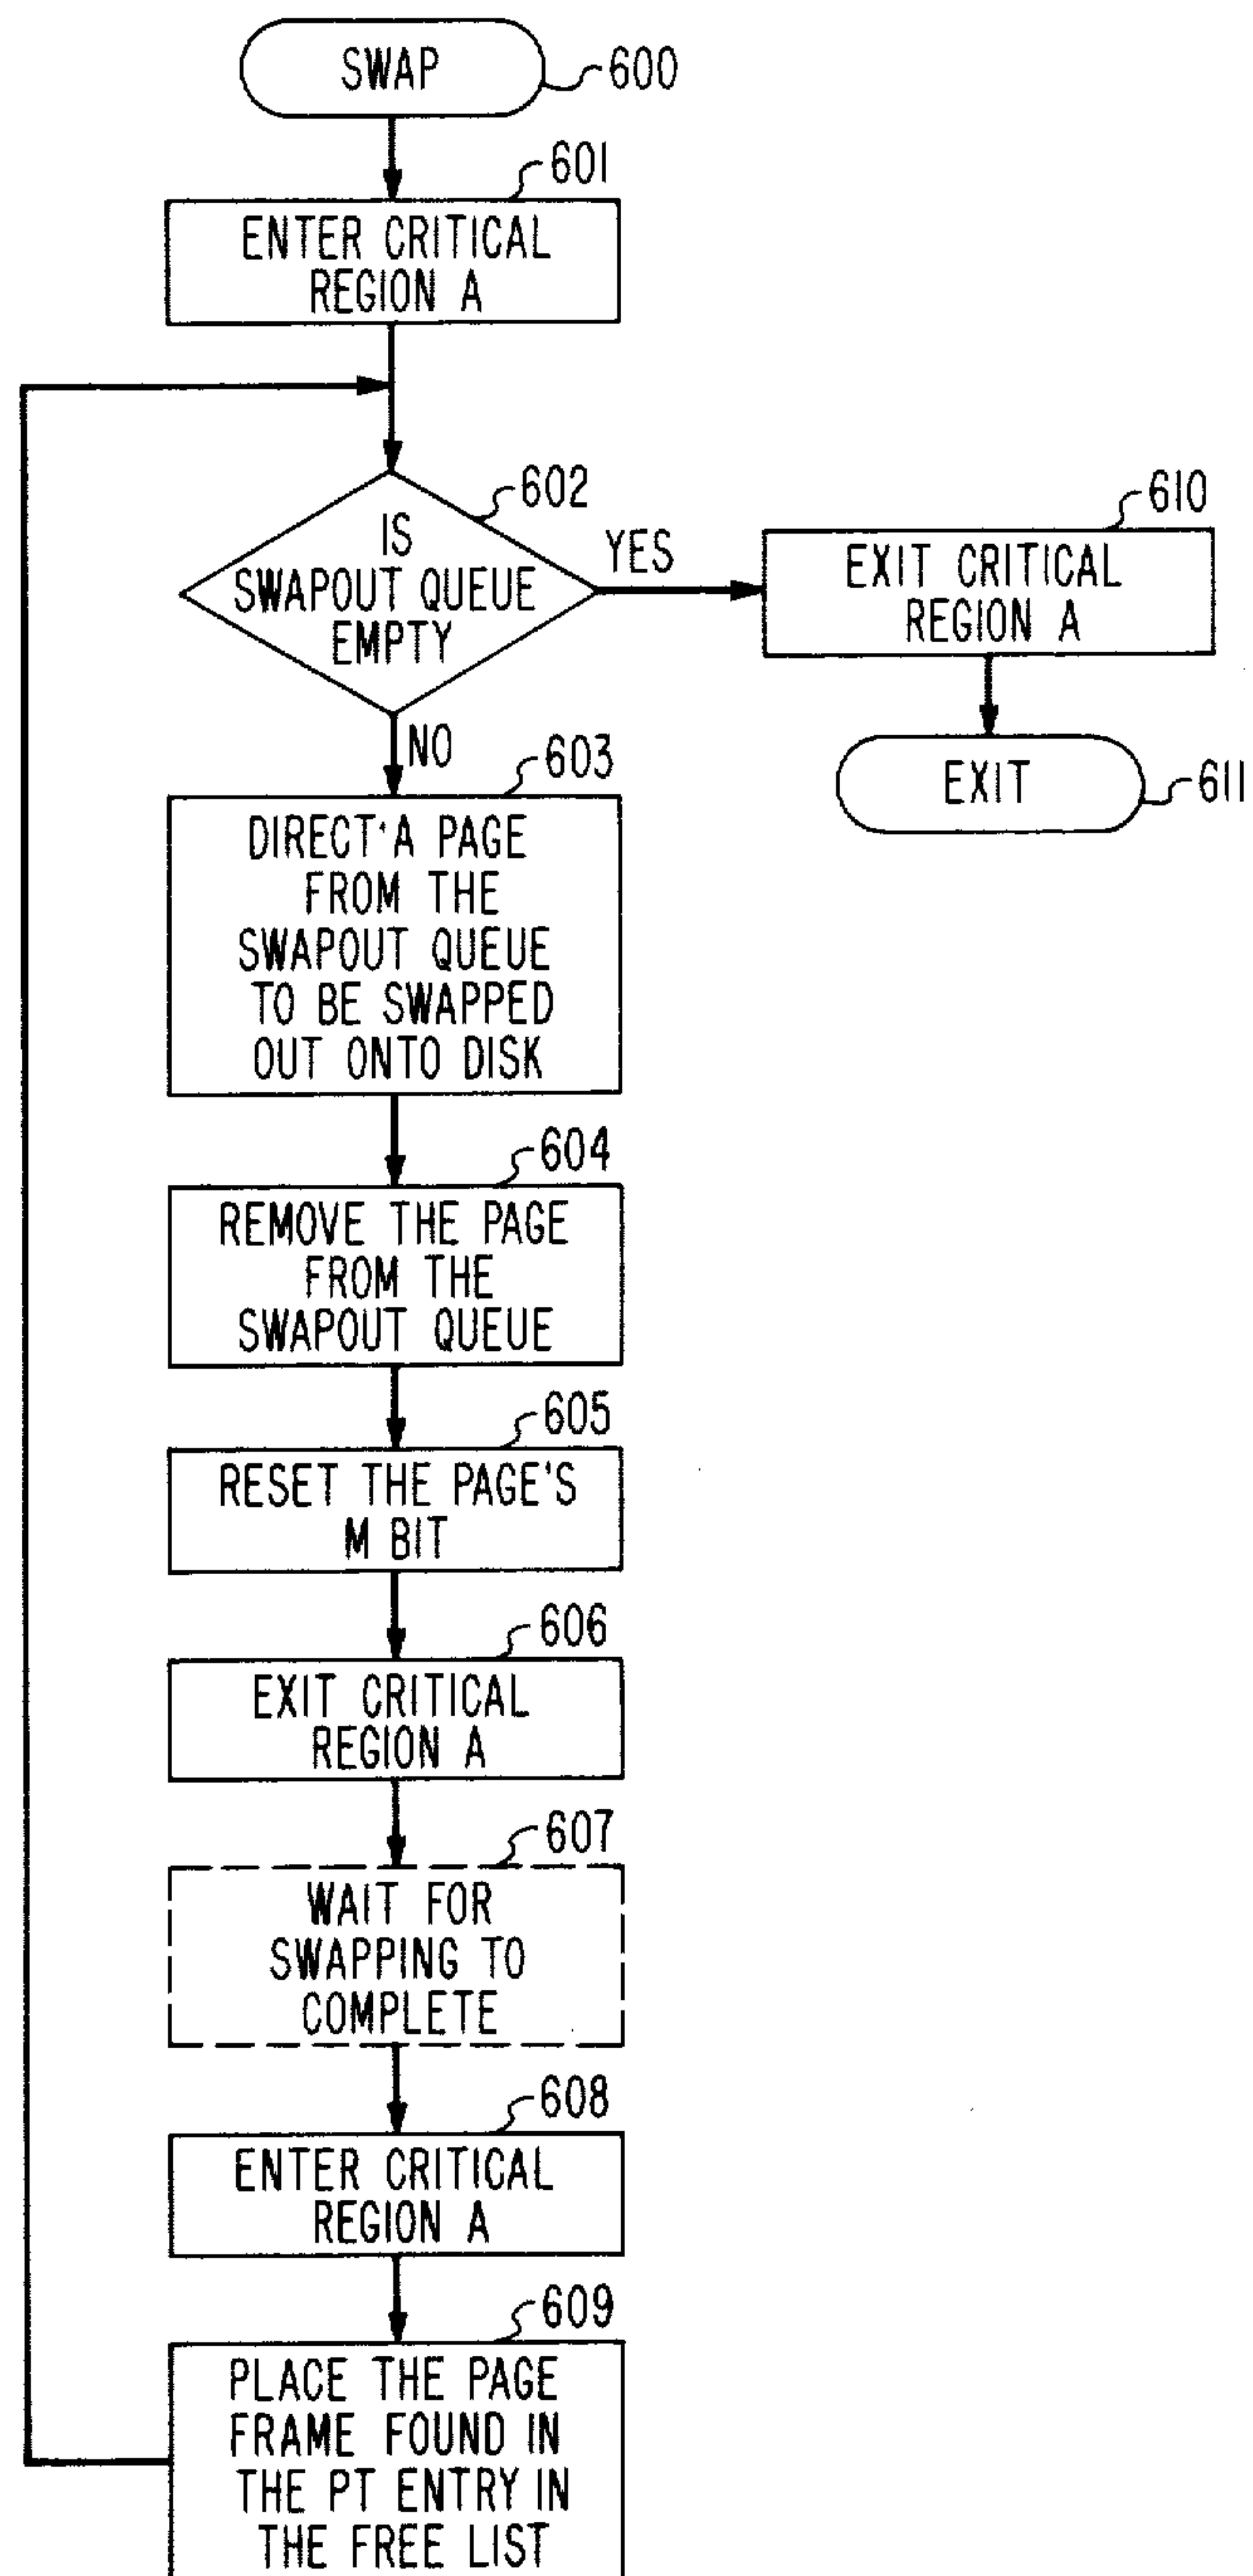 SWAP
600
601
ENTER CRITICAL
REGION A
602
IS
SWAPOUT QUEUE
EMPTY
YES
610
EXIT CRITICAL
REGION A
EXIT
611
NO
603
DIRECT A PAGE
FROM THE
SWAPOUT QUEUE
TO BE SWAPPED
OUT ONTO DISK
604
REMOVE THE PAGE
FROM THE
SWAPOUT QUEUE
605
RESET THE PAGE'S
M BIT
606
EXIT CRITICAL
REGION A
607
WAIT FOR
SWAPPING TO
COMPLETE
608
ENTER CRITICAL
REGION A
609
PLACE THE PAGE
FRAME FOUND IN
THE PT ENTRY IN
THE FREE LIST